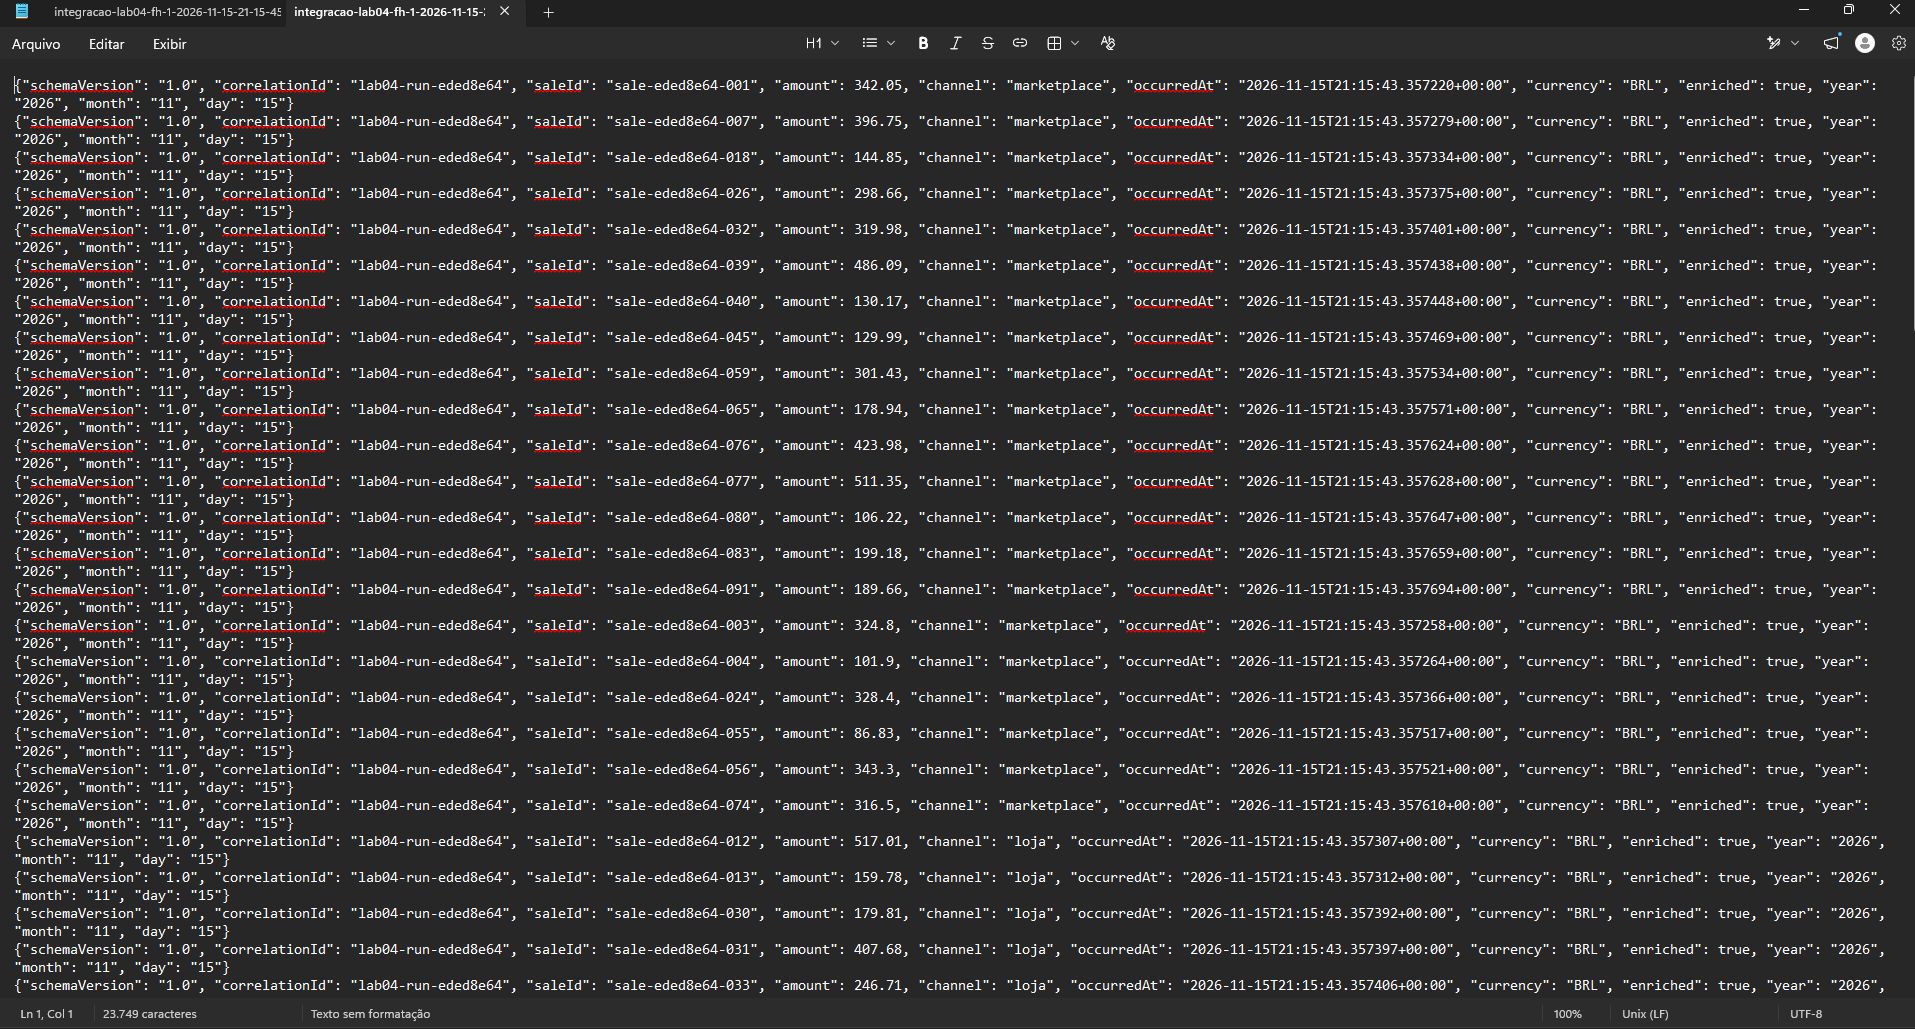 integracao-lab04-fh-1-2026-11-15-21-15-45
integracao-lab04-fh-1-2026-11-15-:
Arquivo Editar Exibir H1
{"schemaVersion": "1.0", "correlationId": "lab04-run-eded8e64", "saleId": "sale-eded8e64-001", "amount": 342.05, "channel": "marketplace", "occurredAt": "2026-11-15T21:15:43.357220+00:00", "currency": "BRL", "enriched": true, "year":
"2026", "month": "11", "day": "15"}
{"schemaVersion": "1.0", "correlationId": "lab04-run-eded8e64", "saleId": "sale-eded8e64-007", "amount": 396.75, "channel": "marketplace", "occurredAt": "2026-11-15T21:15:43.357279+00:00", "currency": "BRL", "enriched": true, "year":
"2026", "month": "11", "day": "15"}
{"schemaVersion": "1.0", "correlationId": "lab04-run-eded8e64", "saleId": "sale-eded8e64-018", "amount": 144.85, "channel": "marketplace", "occurredAt": "2026-11-15T21:15:43.357334+00:00", "currency": "BRL", "enriched": true, "year":
"2026", "month": "11", "day": "15"}
{"schemaVersion": "1.0", "correlationId": "lab04-run-eded8e64", "saleId": "sale-eded8e64-026", "amount": 298.66, "channel": "marketplace", "occurredAt": "2026-11-15T21:15:43.357375+00:00", "currency": "BRL", "enriched": true, "year":
"2026", "month": "11", "day": "15"}
{"schemaVersion": "1.0", "correlationId": "lab04-run-eded8e64", "saleId": "sale-eded8e64-032", "amount": 319.98, "channel": "marketplace", "occurredAt": "2026-11-15T21:15:43.357401+00:00", "currency": "BRL", "enriched": true, "year":
"2026", "month": "11", "day": "15"}
{"schemaVersion": "1.0", "correlationId": "lab04-run-eded8e64", "saleId": "sale-eded8e64-039", "amount": 486.09, "channel": "marketplace", "occurredAt": "2026-11-15T21:15:43.357438+00:00", "currency": "BRL", "enriched": true, "year":
"2026", "month": "11", "day": "15"}
{"schemaVersion": "1.0", "correlationId": "lab04-run-eded8e64", "saleId": "sale-eded8e64-040", "amount": 130.17, "channel": "marketplace", "occurredAt": "2026-11-15T21:15:43.357448+00:00", "currency": "BRL", "enriched": true, "year":
"2026", "month": "11", "day": "15"}
{"schemaVersion": "1.0", "correlationId": "lab04-run-eded8e64", "saleId": "sale-eded8e64-045", "amount": 129.99, "channel": "marketplace", "occurredAt": "2026-11-15T21:15:43.357469+00:00", "currency": "BRL", "enriched": true, "year":
"2026", "month": "11", "day": "15"}
{"schemaVersion": "1.0", "correlationId": "lab04-run-eded8e64", "saleId": "sale-eded8e64-059", "amount": 301.43, "channel": "marketplace", "occurredAt": "2026-11-15T21:15:43.357534+00:00", "currency": "BRL", "enriched": true, "year":
"2026", "month": "11", "day": "15"}
{"schemaVersion": "1.0", "correlationId": "lab04-run-eded8e64", "saleId": "sale-eded8e64-065", "amount": 178.94, "channel": "marketplace", "occurredAt": "2026-11-15T21:15:43.357571+00:00", "currency": "BRL", "enriched": true, "year":
"2026", "month": "11", "day": "15"}
{"schemaVersion": "1.0", "correlationId": "lab04-run-eded8e64", "saleId": "sale-eded8e64-076", "amount": 423.98, "channel": "marketplace", "occurredAt": "2026-11-15T21:15:43.357624+00:00", "currency": "BRL", "enriched": true, "year":
"2026", "month": "11", "day": "15"}
{"schemaVersion": "1.0", "correlationId": "lab04-run-eded8e64", "saleId": "sale-eded8e64-077", "amount": 511.35, "channel": "marketplace", "occurredAt": "2026-11-15T21:15:43.357628+00:00", "currency": "BRL", "enriched": true, "year":
"2026", "month": "11", "day": "15"}
{"schemaVersion": "1.0", "correlationId": "lab04-run-eded8e64", "saleId": "sale-eded8e64-080", "amount": 106.22, "channel": "marketplace", "occurredAt": "2026-11-15T21:15:43.357647+00:00", "currency": "BRL", "enriched": true, "year":
"2026", "month": "11", "day": "15"}
{"schemaVersion": "1.0", "correlationId": "lab04-run-eded8e64", "saleId": "sale-eded8e64-083", "amount": 199.18, "channel": "marketplace", "occurredAt": "2026-11-15T21:15:43.357659+00:00", "currency": "BRL", "enriched": true, "year":
"2026", "month": "11", "day": "15"}
{"schemaVersion": "1.0", "correlationId": "lab04-run-eded8e64", "saleId": "sale-eded8e64-091", "amount": 189.66, "channel": "marketplace", "occurredAt": "2026-11-15T21:15:43.357694+00:00", "currency": "BRL", "enriched": true, "year":
"2026", "month": "11", "day": "15"}
{"schemaVersion": "1.0", "correlationId": "lab04-run-eded8e64", "saleId": "sale-eded8e64-003", "amount": 324.8, "channel": "marketplace", "occurredAt": "2026-11-15T21:15:43.357258+00:00", "currency": "BRL", "enriched": true, "year":
"2026", "month": "11", "day": "15"}
{"schemaVersion": "1.0", "correlationId": "lab04-run-eded8e64", "saleId": "sale-eded8e64-004", "amount": 101.9, "channel": "marketplace", "occurredAt": "2026-11-15T21:15:43.357264+00:00", "currency": "BRL", "enriched": true, "year":
"2026", "month": "11", "day": "15"}
{"schemaVersion": "1.0", "correlationId": "lab04-run-eded8e64", "saleId": "sale-eded8e64-024", "amount": 328.4, "channel": "marketplace", "occurredAt": "2026-11-15T21:15:43.357366+00:00", "currency": "BRL", "enriched": true, "year":
"2026", "month": "11", "day": "15"}
{"schemaVersion": "1.0", "correlationId": "lab04-run-eded8e64", "saleId": "sale-eded8e64-055", "amount": 86.83, "channel": "marketplace", "occurredAt": "2026-11-15T21:15:43.357517+00:00", "currency": "BRL", "enriched": true, "year":
"2026", "month": "11", "day": "15"}
{"schemaVersion": "1.0", "correlationId": "lab04-run-eded8e64", "saleId": "sale-eded8e64-056", "amount": 343.3, "channel": "marketplace", "occurredAt": "2026-11-15T21:15:43.357521+00:00", "currency": "BRL", "enriched": true, "year":
"2026", "month": "11", "day": "15"}
{"schemaVersion": "1.0", "correlationId": "lab04-run-eded8e64", "saleId": "sale-eded8e64-074", "amount": 316.5, "channel": "marketplace", "occurredAt": "2026-11-15T21:15:43.357610+00:00", "currency": "BRL", "enriched": true, "year":
"2026", "month": "11", "day": "15"}
{"schemaVersion": "1.0", "correlationId": "lab04-run-eded8e64", "saleId": "sale-eded8e64-012", "amount": 517.01, "channel": "loja", "occurredAt": "2026-11-15T21:15:43.357307+00:00", "currency": "BRL", "enriched": true, "year": "2026",
"month": "11", "day": "15"}
{"schemaVersion": "1.0", "correlationId": "lab04-run-eded8e64", "saleId": "sale-eded8e64-013", "amount": 159.78, "channel": "loja", "occurredAt": "2026-11-15T21:15:43.357312+00:00", "currency": "BRL", "enriched": true, "year": "2026",
"month": "11", "day": "15"}
{"schemaVersion": "1.0", "correlationId": "lab04-run-eded8e64", "saleId": "sale-eded8e64-030", "amount": 179.81, "channel": "loja", "occurredAt": "2026-11-15T21:15:43.357392+00:00", "currency": "BRL", "enriched": true, "year": "2026",
"month": "11", "day": "15"}
{"schemaVersion": "1.0", "correlationId": "lab04-run-eded8e64", "saleId": "sale-eded8e64-031", "amount": 407.68, "channel": "loja", "occurredAt": "2026-11-15T21:15:43.357397+00:00", "currency": "BRL", "enriched": true, "year": "2026",
"month": "11", "day": "15"}
{"schemaVersion": "1.0", "correlationId": "lab04-run-eded8e64", "saleId": "sale-eded8e64-033", "amount": 246.71, "channel": "loja", "occurredAt": "2026-11-15T21:15:43.357406+00:00", "currency": "BRL", "enriched": true, "year": "2026",
Ln 1, Col 1 23.749 caracteres Texto sem formatação 100% Unix (LF) UTF-8